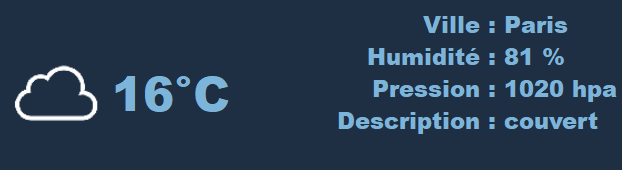 16°C
Ville : Paris
Humidité : 81 %
Pression : 1020 hpa
Description : couvert